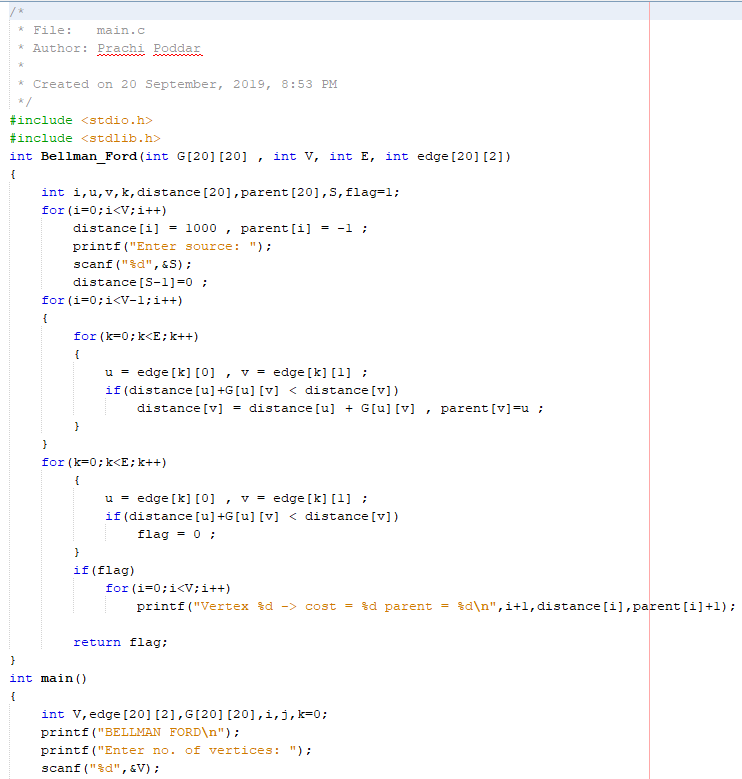 /*
 * File:   main.c
 * Author: Prachi Poddar
 *
 * Created on 20 September, 2019, 8:53 PM
 */
#include <stdio.h>
#include <stdlib.h>
int Bellman_Ford(int G[20][20] , int V, int E, int edge[20][2])
{
    int i,u,v,k,distance[20],parent[20],S,flag=1;
    for(i=0;i<V;i++)
        distance[i] = 1000 , parent[i] = -1 ;
        printf("Enter source: ");
        scanf("%d",&S);
        distance[S-1]=0 ;
    for(i=0;i<V-1;i++)
    {
        for(k=0;k<E;k++)
        {
            u = edge[k][0] , v = edge[k][1] ;
            if(distance[u]+G[u][v] < distance[v])
                distance[v] = distance[u] + G[u][v] , parent[v]=u ;
        }
    }
    for(k=0;k<E;k++)
        {
            u = edge[k][0] , v = edge[k][1] ;
            if(distance[u]+G[u][v] < distance[v])
                flag = 0 ;
        }
        if(flag)
            for(i=0;i<V;i++)
                printf("Vertex %d -> cost = %d parent = %d\n",i+1,distance[i],parent[i]+1);

        return flag;
}
int main()
{
    int V,edge[20][2],G[20][20],i,j,k=0;
    printf("BELLMAN FORD\n");
    printf("Enter no. of vertices: ");
    scanf("%d",&V);